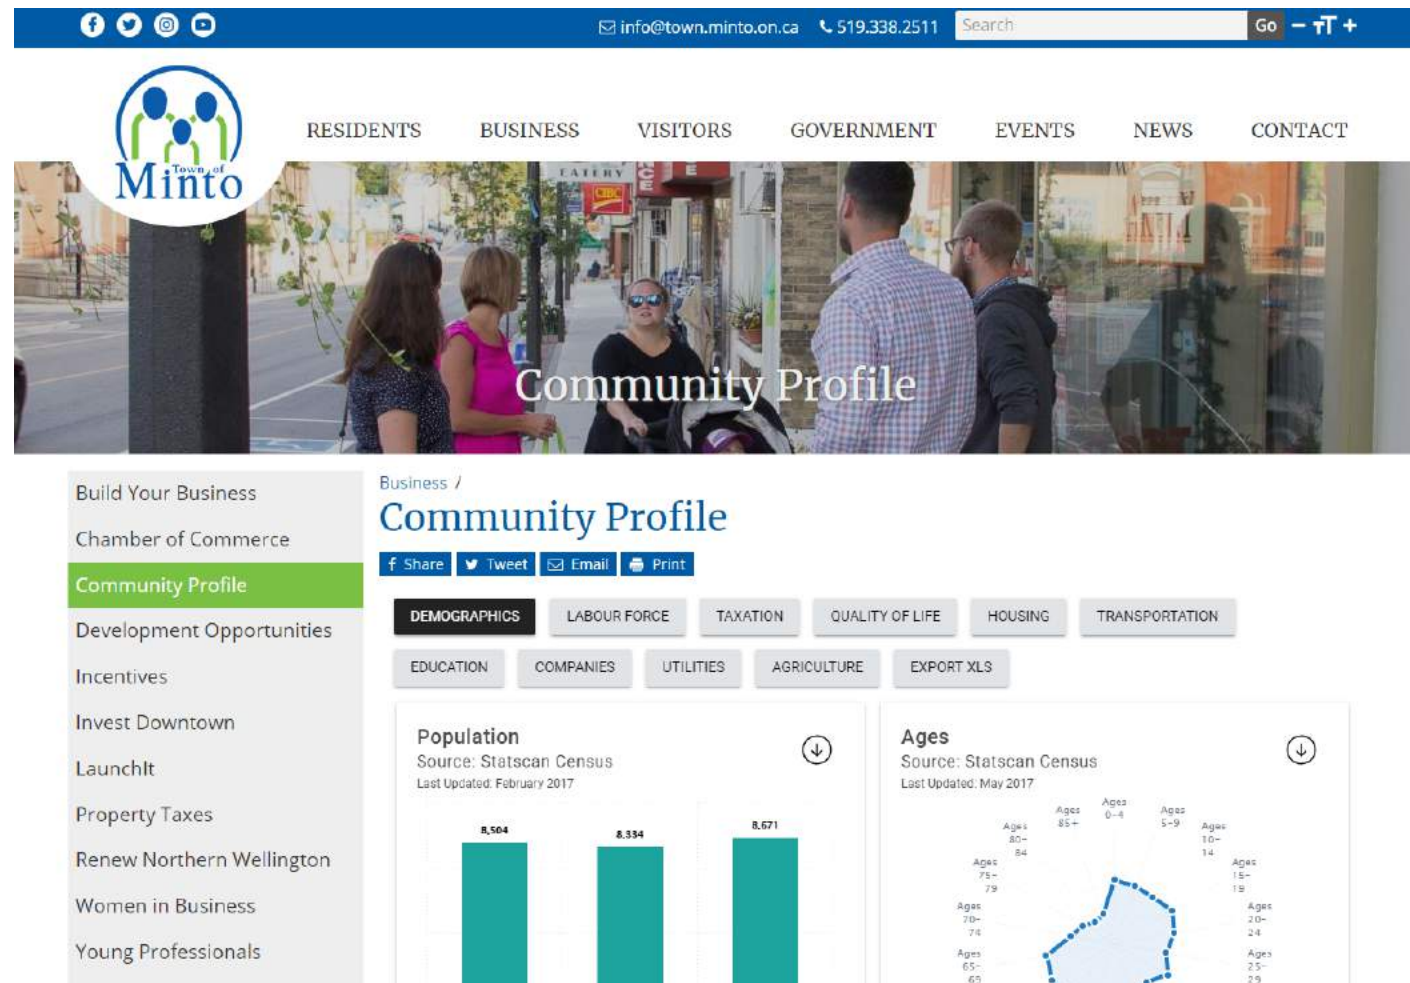 info@town.minto.on.ca 519.338.2511 Search Go − TT +
Town of
Minto
RESIDENTS BUSINESS VISITORS GOVERNMENT EVENTS NEWS CONTACT
EATERY
CIBC
Community Profile
Build Your Business
Chamber of Commerce
Community Profile
Development Opportunities
Incentives
Invest Downtown
LaunchIt
Property Taxes
Renew Northern Wellington
Women in Business
Young Professionals
Business /
Community Profile
Share Tweet Email Print
DEMOGRAPHICS LABOUR FORCE TAXATION QUALITY OF LIFE HOUSING TRANSPORTATION
EDUCATION COMPANIES UTILITIES AGRICULTURE EXPORT XLS
Population
Source: Statscan Census
Last Updated: February 2017
8,504 8,334 8,671
Ages
Source: Statscan Census
Last Updated: May 2017
Ages
0-4
Ages
5-9
Ages
10-
14
Ages
15-
19
Ages
20-
24
Ages
25-
29
Ages
65-
69
Ages
70-
74
Ages
75-
79
Ages
80-
84
Ages
85+